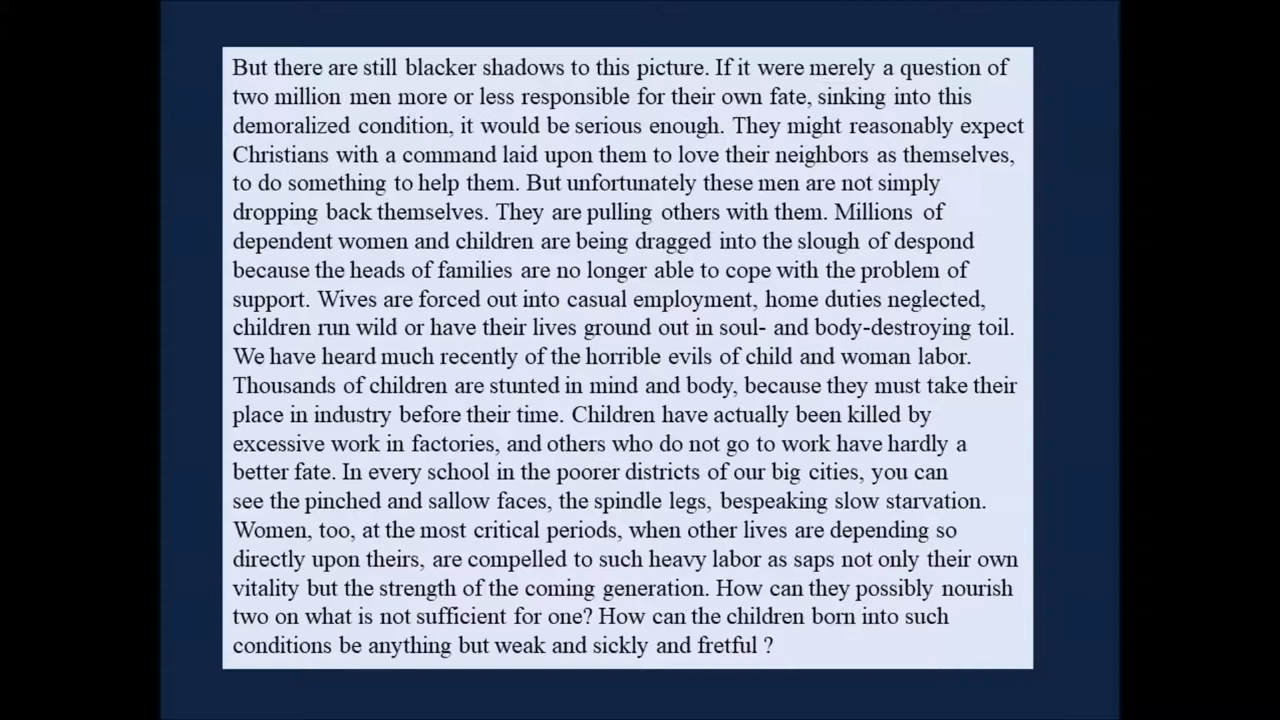 But there are still blacker shadows to this picture. If it were merely a question of
two million men more or less responsible for their own fate, sinking into this
demoralized condition, it would be serious enough. They might reasonably expect
Christians with a command laid upon them to love their neighbors as themselves,
to do something to help them. But unfortunately these men are not simply
dropping back themselves. They are pulling others with them. Millions of
dependent women and children are being dragged into the slough of despond
because the heads of families are no longer able to cope with the problem of
support. Wives are forced out into casual employment, home duties neglected,
children run wild or have their lives ground out in soul- and body-destroying toil.
We have heard much recently of the horrible evils of child and woman labor.
Thousands of children are stunted in mind and body, because they must take their
place in industry before their time. Children have actually been killed by
excessive work in factories, and others who do not go to work have hardly a
better fate. In every school in the poorer districts of our big cities, you can
see the pinched and sallow faces, the spindle legs, bespeaking slow starvation.
Women, too, at the most critical periods, when other lives are depending so
directly upon theirs, are compelled to such heavy labor as saps not only their own
vitality but the strength of the coming generation. How can they possibly nourish
two on what is not sufficient for one? How can the children born into such
conditions be anything but weak and sickly and fretful ?